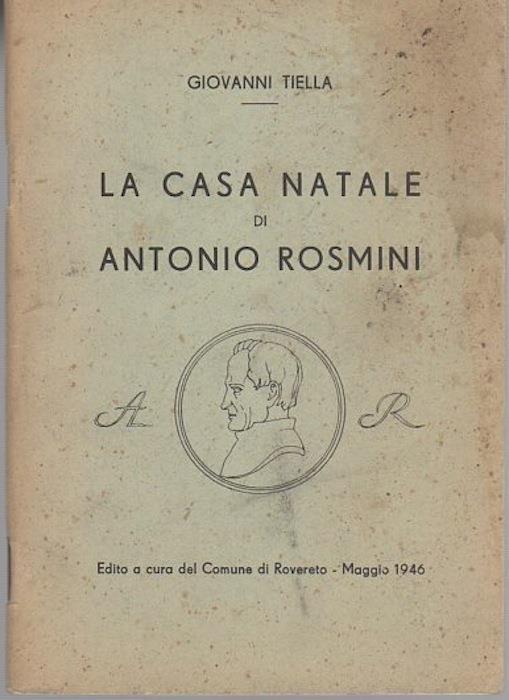 GIOVANNI TIELLA
LA CASA NATALE
DI
ANTONIO ROSMINI
A R
Edito a cura del Comune di Rovereto - Maggio 1946